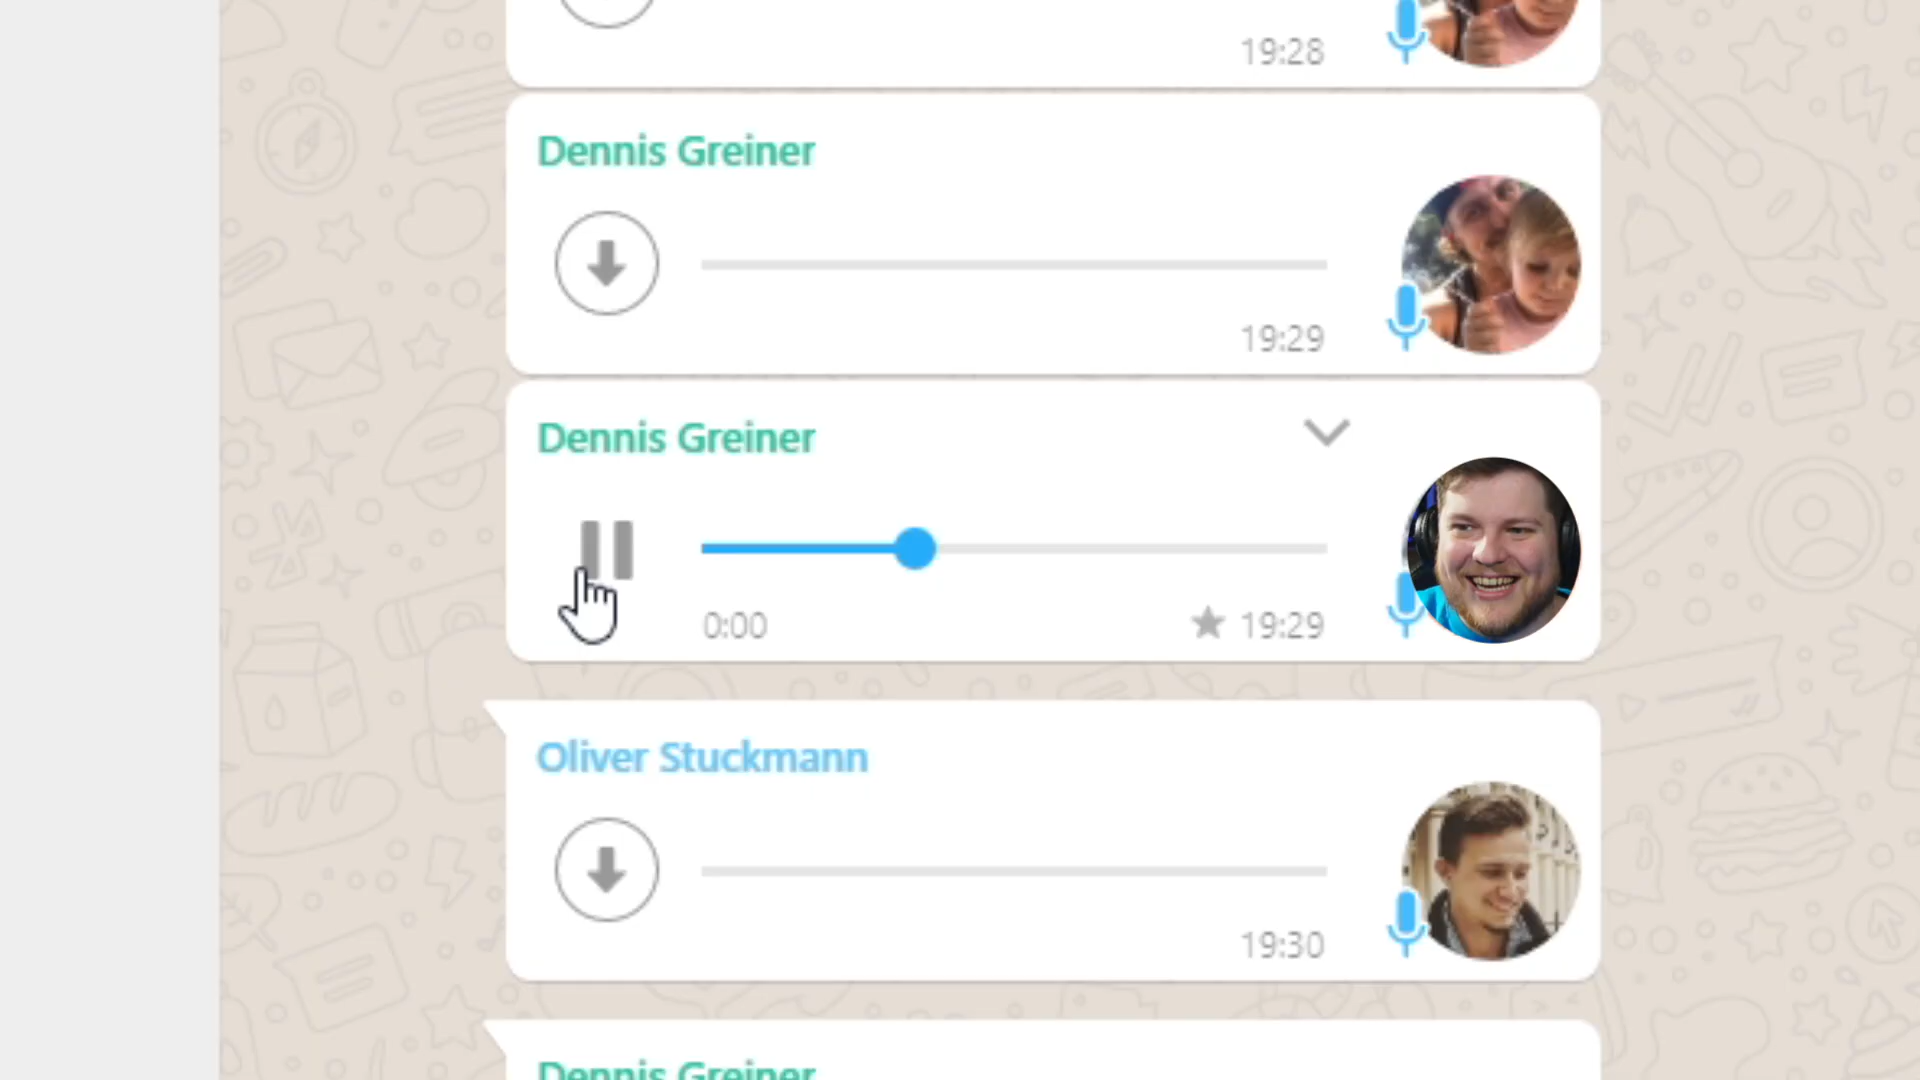 19:28
Dennis Greiner
19:29
Dennis Greiner
0:00 19:29
Oliver Stuckmann
19:30
Dennis Greiner